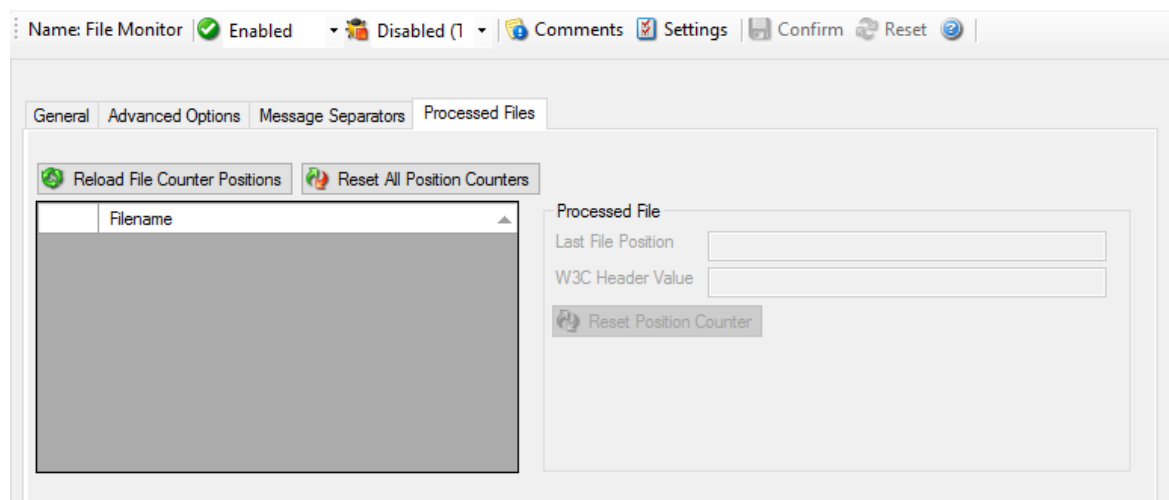 Name: File Monitor Enabled Disabled (T Comments Settings Confirm Reset
General Advanced Options Message Separators Processed Files
Reload File Counter Positions Reset All Position Counters
Filename
Processed File
Last File Position
W3C Header Value
Reset Position Counter